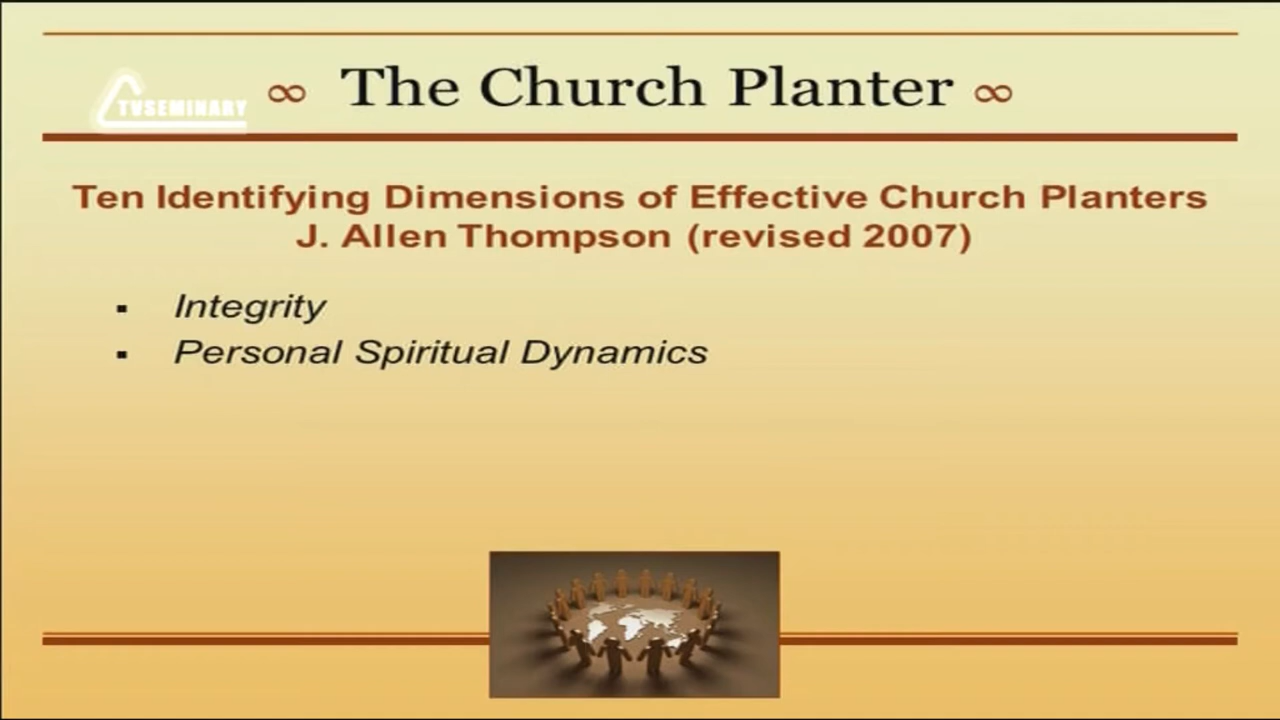 ∞ The Church Planter ∞
TVSEMINARY
Ten Identifying Dimensions of Effective Church Planters
J. Allen Thompson (revised 2007)
▪ Integrity
▪ Personal Spiritual Dynamics